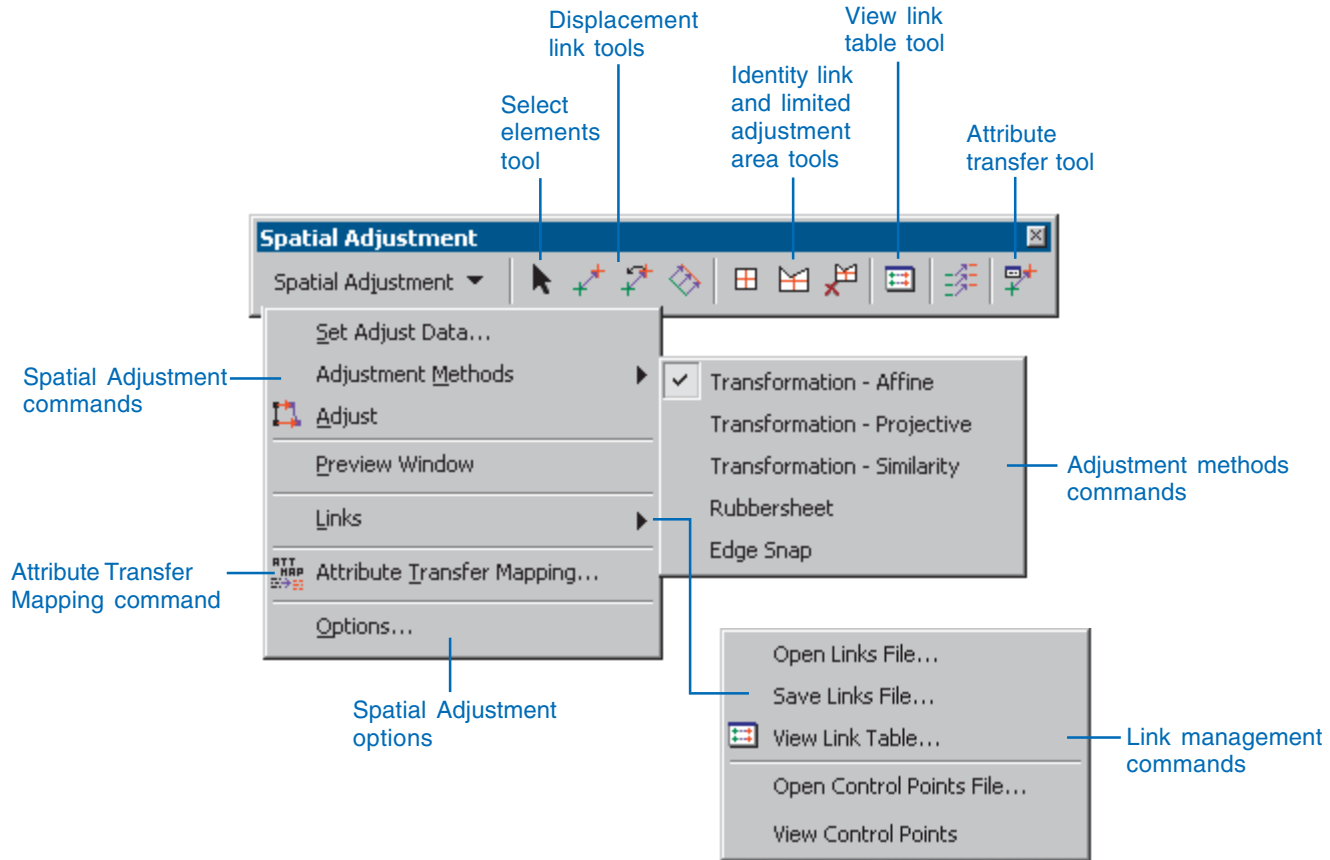 Displacement
link tools
View link
table tool
Identity link
and limited
adjustment
area tools
Select
elements
tool
Attribute
transfer tool
Spatial Adjustment
Spatial Adjustment
Set Adjust Data...
Adjustment Methods
Adjust
Preview Window
Links
ATT
MAP
Attribute Transfer Mapping...
Options...
Spatial Adjustment
commands
Attribute Transfer
Mapping command
Spatial Adjustment
options
Transformation - Affine
Transformation - Projective
Transformation - Similarity
Rubbersheet
Edge Snap
Adjustment methods
commands
Open Links File...
Save Links File...
View Link Table...
Open Control Points File...
View Control Points
Link management
commands